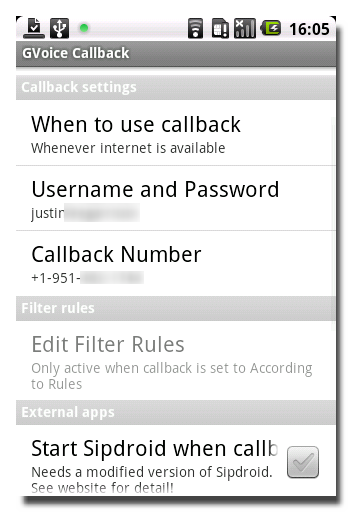 16:05
GVoice Callback
Callback settings
When to use callback
Whenever internet is available
Username and Password
justin
Callback Number
+1-951-
Filter rules
Edit Filter Rules
Only active when callback is set to According
to Rules
External apps
Start Sipdroid when callb
Needs a modified version of Sipdroid.
See website for detail!